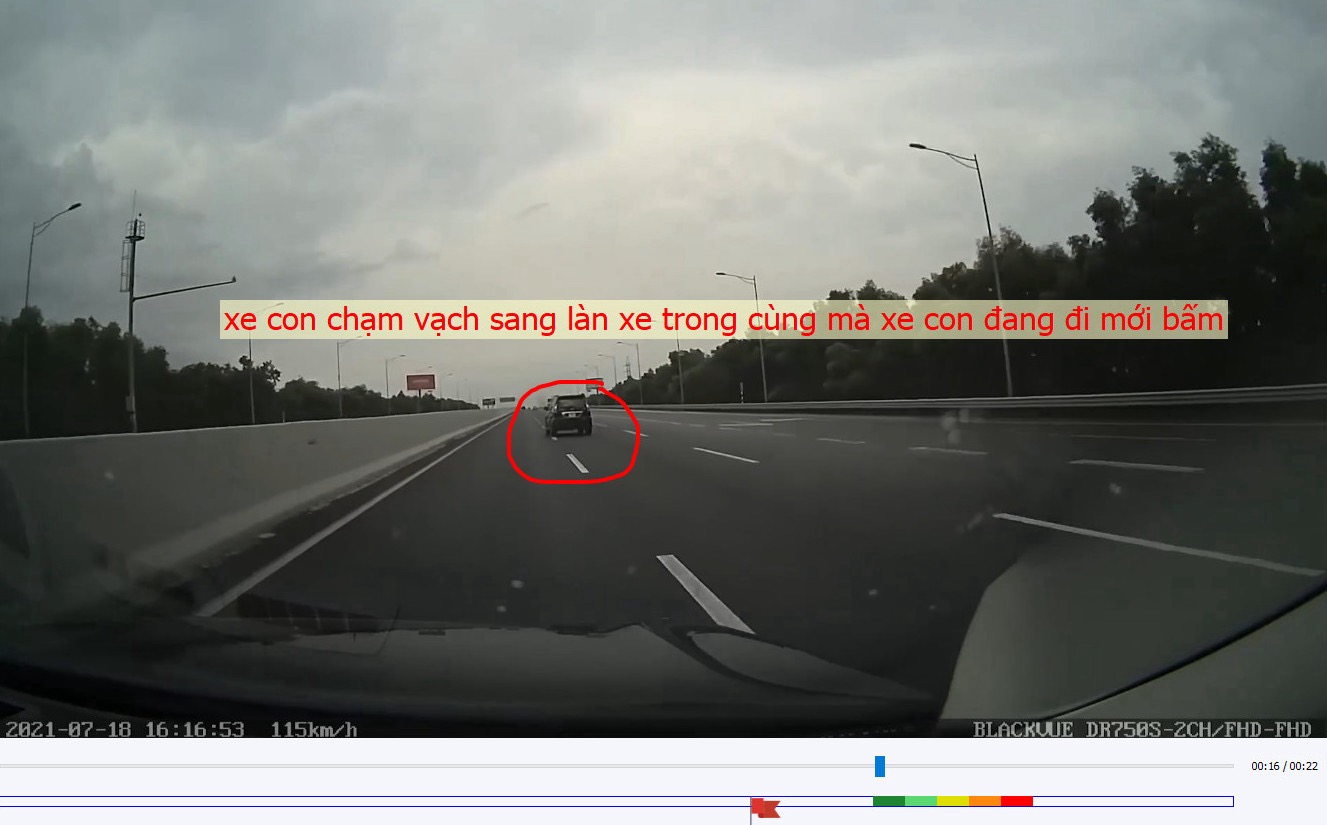 xe con chạm vạch sang làn xe trong cùng mà xe con đang đi mới bấm
2021-07-18 16:16:53 115km/h
BLACKVUE DR750S-2CH/FHD-FHD
00:16 / 00:22